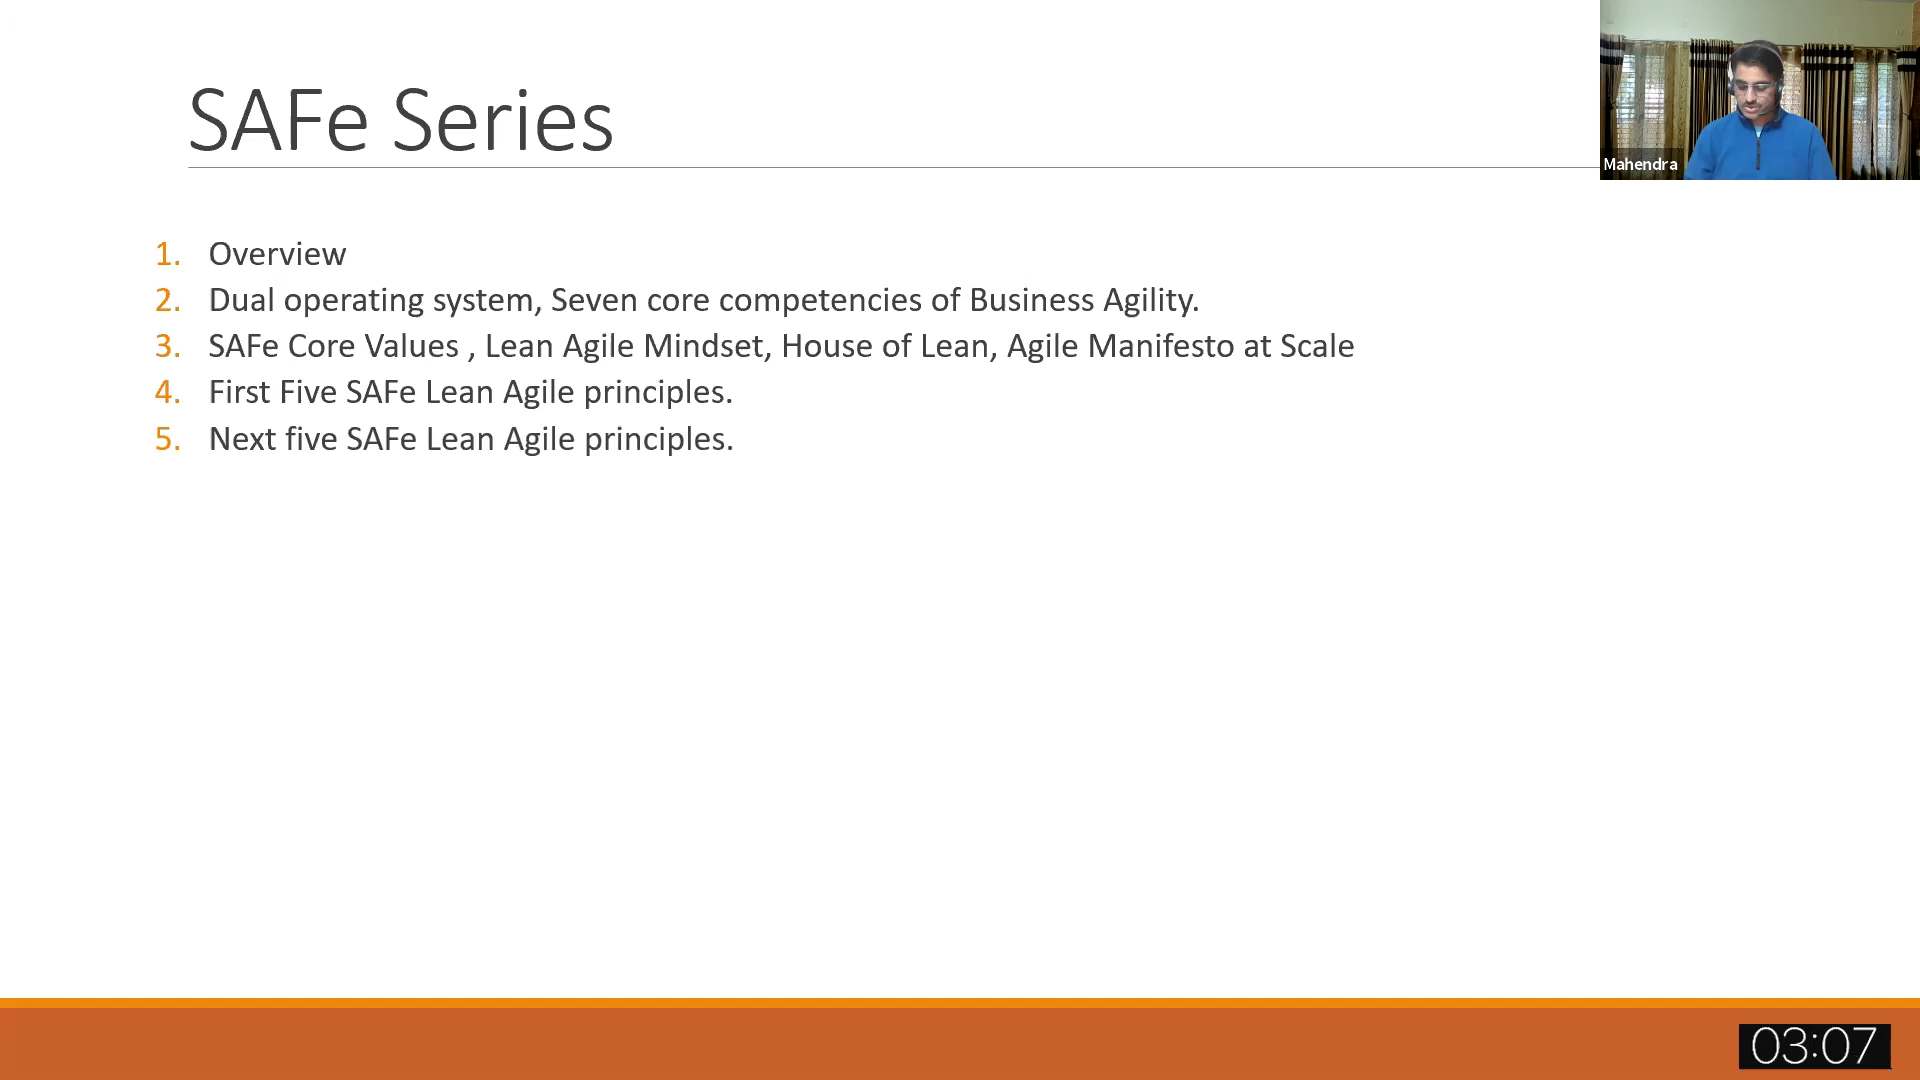 SAFe Series
Mahendra
1. Overview
2. Dual operating system, Seven core competencies of Business Agility.
3. SAFe Core Values , Lean Agile Mindset, House of Lean, Agile Manifesto at Scale
4. First Five SAFe Lean Agile principles.
5. Next five SAFe Lean Agile principles.
03:07